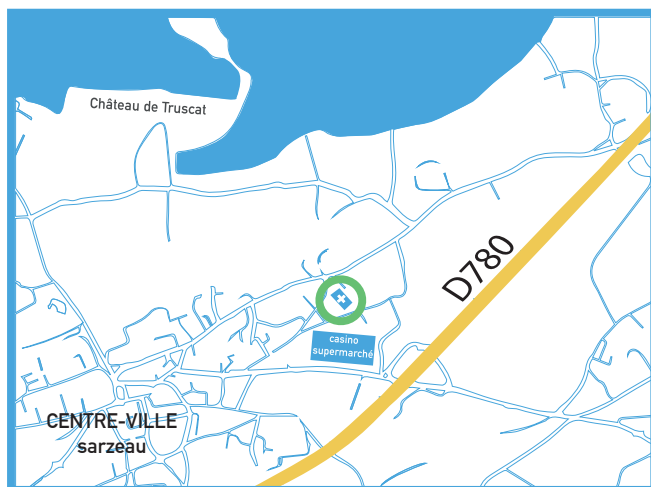 Château de Truscat
D780
casino
supermarché
CENTRE-VILLE
sarzeau